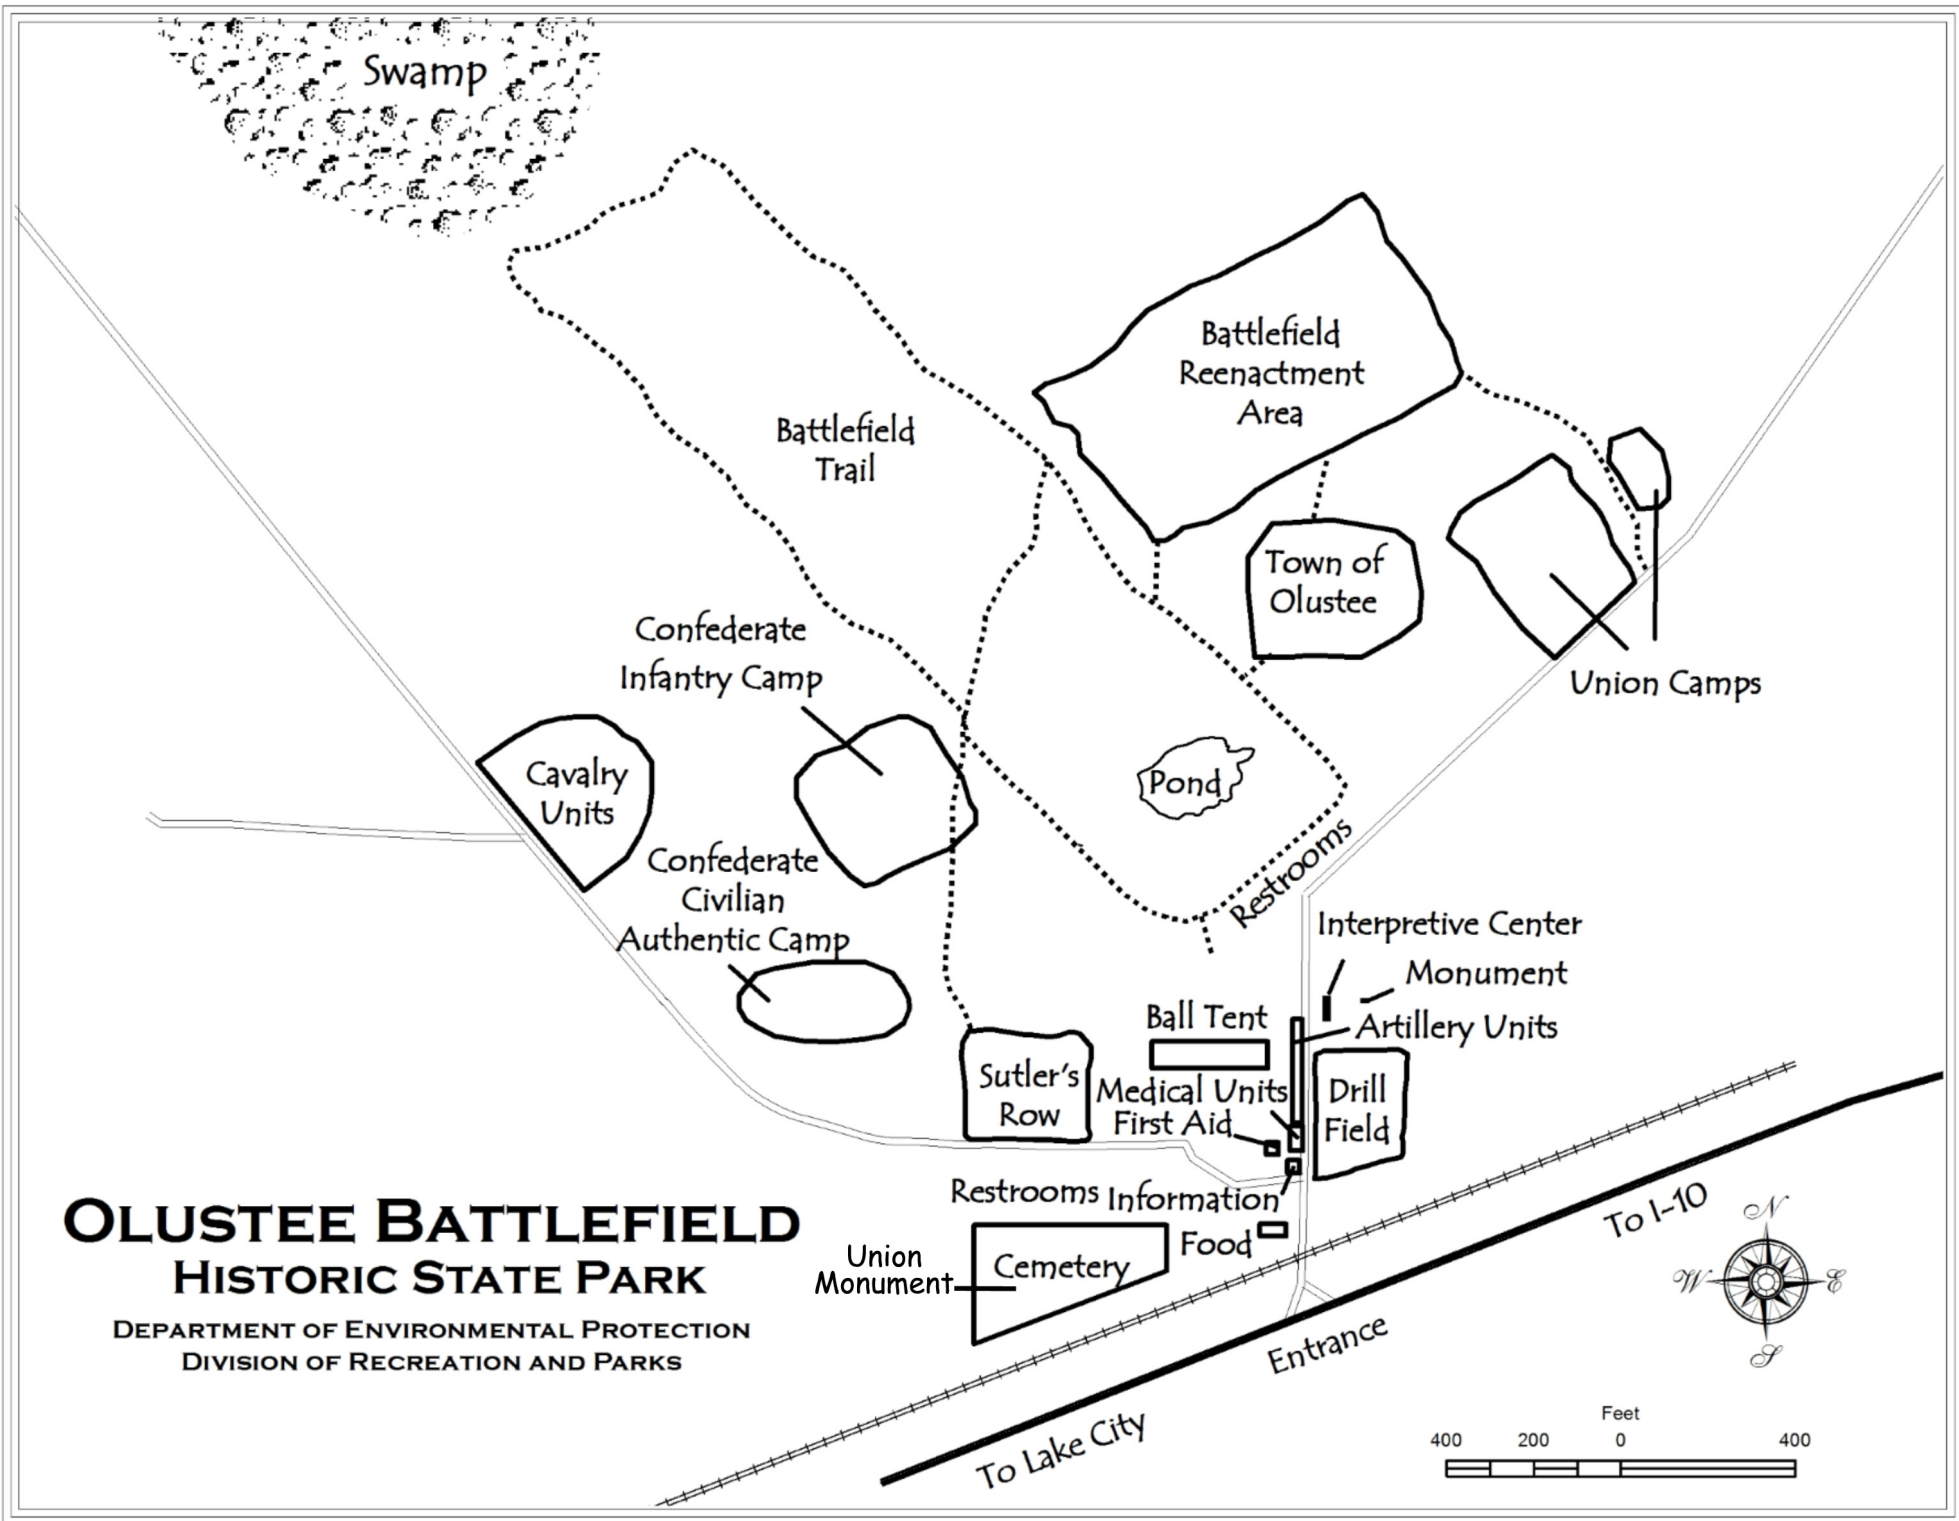 Swamp
Battlefield
Reenactment
Area
Battlefield
Trail
Town of
Olustee
Confederate
Infantry Camp
Union Camps
Cavalry
Units
Pond
Restrooms
Confederate
Civilian
Authentic Camp
Interpretive Center
Monument
Ball Tent
Artillery Units
Sutler's
Row
Medical Units
First Aid
Drill
Field
Restrooms
Information
Food
Union
Monument
Cemetery
OLUSTEE BATTLEFIELD
HISTORIC STATE PARK
DEPARTMENT OF ENVIRONMENTAL PROTECTION
DIVISION OF RECREATION AND PARKS
To I-10
Entrance
To Lake City
N
W
E
S
Feet
400 200 0 400